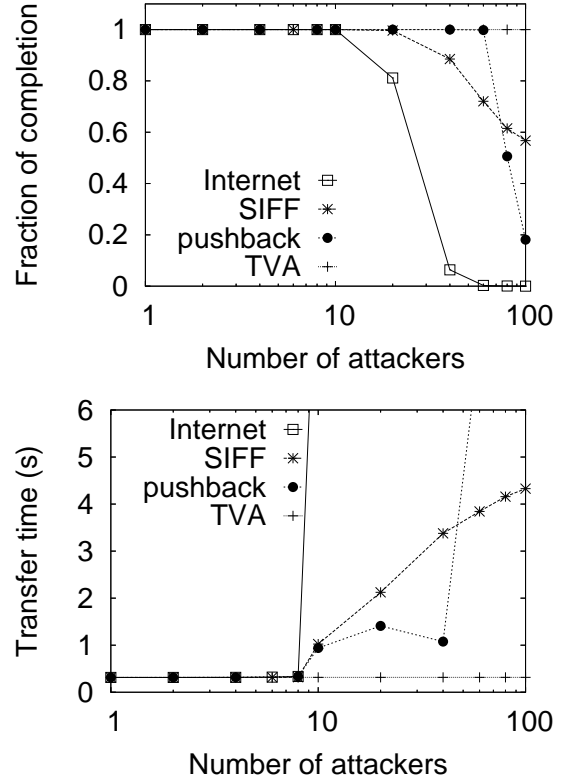 Fraction of completion
1
0.8
0.6
0.4
0.2
0
Internet
SIFF
pushback
TVA
1
10
100
Number of attackers
Transfer time (s)
6
5
4
3
2
1
0
Internet
SIFF
pushback
TVA
1
10
100
Number of attackers